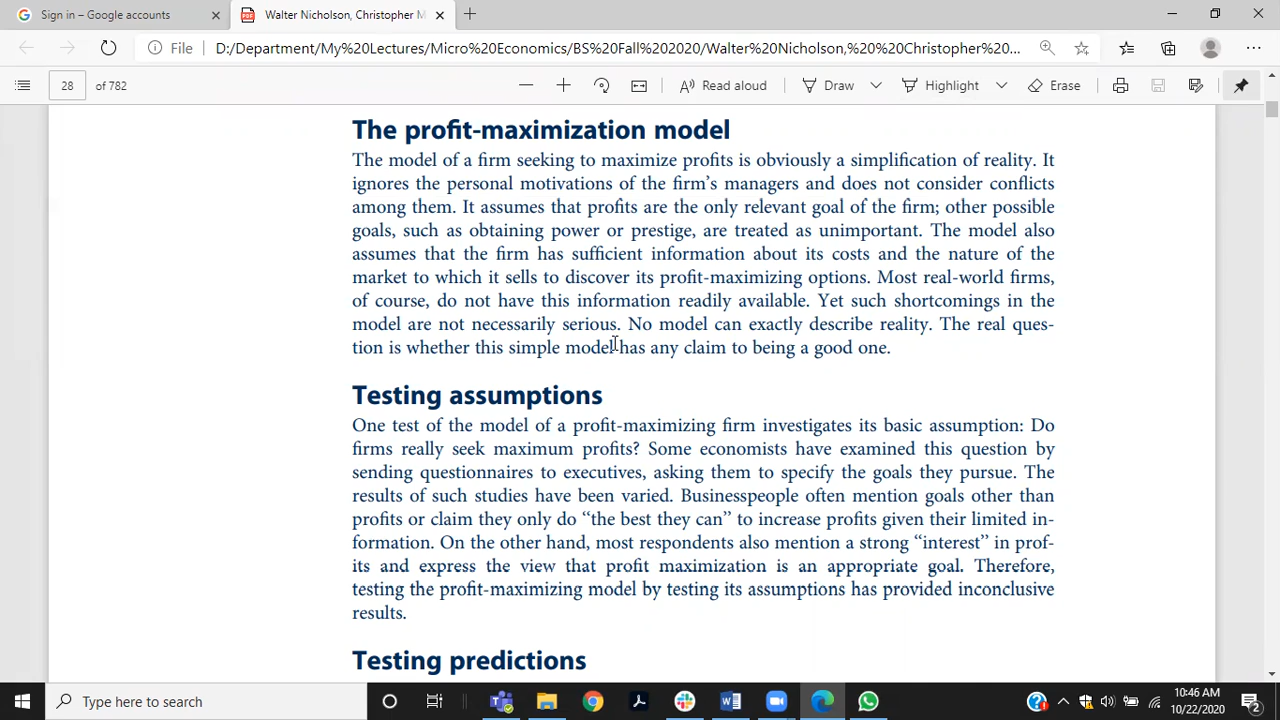 Sign in – Google accounts
Walter Nicholson, Christopher M
File
D:/Department/My%20Lectures/Micro%20Economics/BS%20Fall%202020/Walter%20Nicholson,%20%20Christopher%20...
28 of 782
Read aloud
Draw
Highlight
Erase
The profit-maximization model
The model of a firm seeking to maximize profits is obviously a simplification of reality. It
ignores the personal motivations of the firm's managers and does not consider conflicts
among them. It assumes that profits are the only relevant goal of the firm; other possible
goals, such as obtaining power or prestige, are treated as unimportant. The model also
assumes that the firm has sufficient information about its costs and the nature of the
market to which it sells to discover its profit-maximizing options. Most real-world firms,
of course, do not have this information readily available. Yet such shortcomings in the
model are not necessarily serious. No model can exactly describe reality. The real ques-
tion is whether this simple model has any claim to being a good one.
Testing assumptions
One test of the model of a profit-maximizing firm investigates its basic assumption: Do
firms really seek maximum profits? Some economists have examined this question by
sending questionnaires to executives, asking them to specify the goals they pursue. The
results of such studies have been varied. Businesspeople often mention goals other than
profits or claim they only do ‘‘the best they can’’ to increase profits given their limited in-
formation. On the other hand, most respondents also mention a strong ‘‘interest’’ in prof-
its and express the view that profit maximization is an appropriate goal. Therefore,
testing the profit-maximizing model by testing its assumptions has provided inconclusive
results.
Testing predictions
Type here to search
10:46 AM
10/22/2020
2